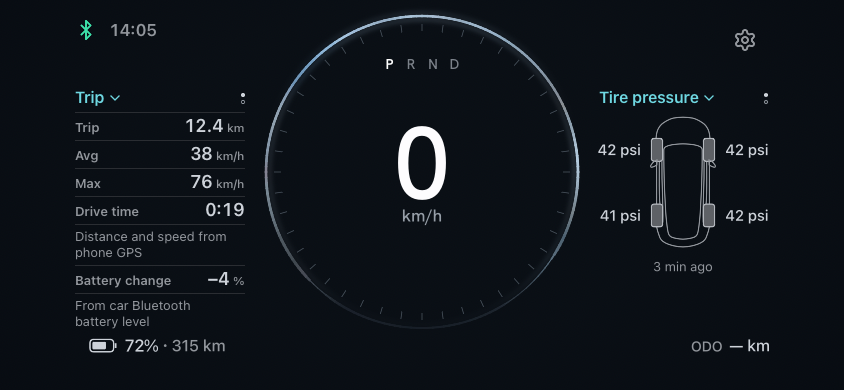 14:05
P R N D
Trip
Trip 12.4 km
Avg 38 km/h
Max 76 km/h
Drive time 0:19
Distance and speed from
phone GPS
Battery change −4 %
From car Bluetooth
battery level
72% · 315 km
0
km/h
Tire pressure
42 psi 42 psi
41 psi 42 psi
3 min ago
ODO — km